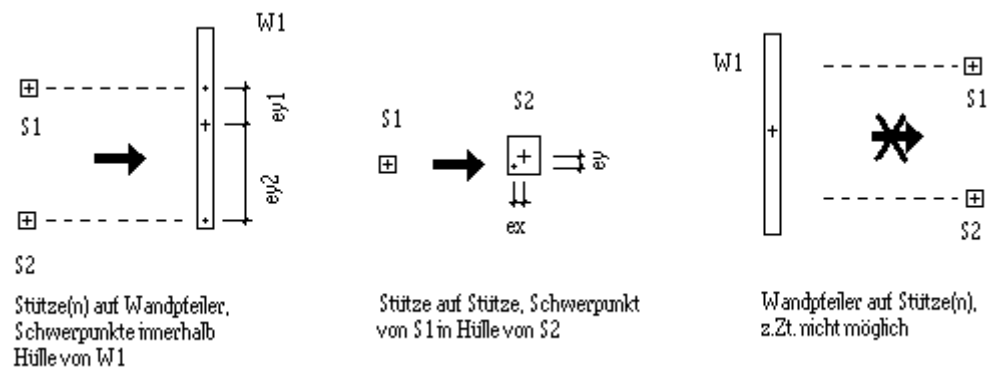 W1
S1
ey1
ey2
S2
Stütze(n) auf Wandpfeiler,
Schwerpunkte innerhalb
Hülle von W1
S1
S2
ey
ex
Stütze auf Stütze, Schwerpunkt
von S1 in Hülle von S2
W1
S1
S2
Wandpfeiler auf Stütze(n),
z.Zt. nicht möglich